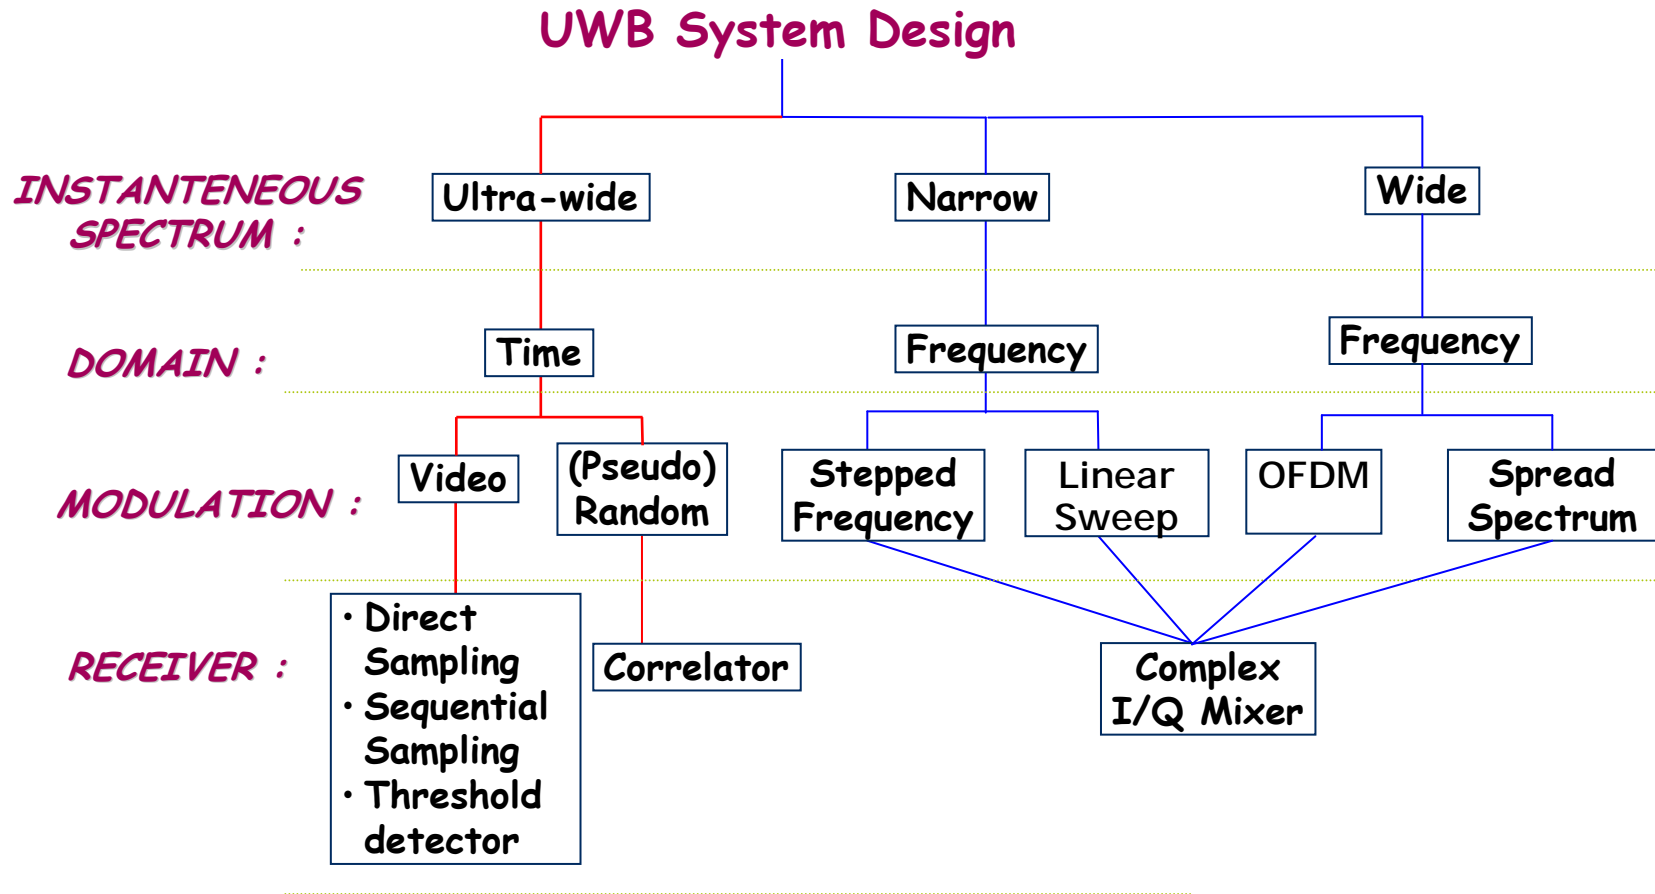 UWB System Design
INSTANTENEOUS
SPECTRUM :
Ultra-wide
Narrow
Wide
DOMAIN :
Time
Frequency
Frequency
MODULATION :
Video
(Pseudo)
Random
Stepped
Frequency
Linear
Sweep
OFDM
Spread
Spectrum
RECEIVER :
• Direct
Sampling
• Sequential
Sampling
• Threshold
detector
Correlator
Complex
I/Q Mixer